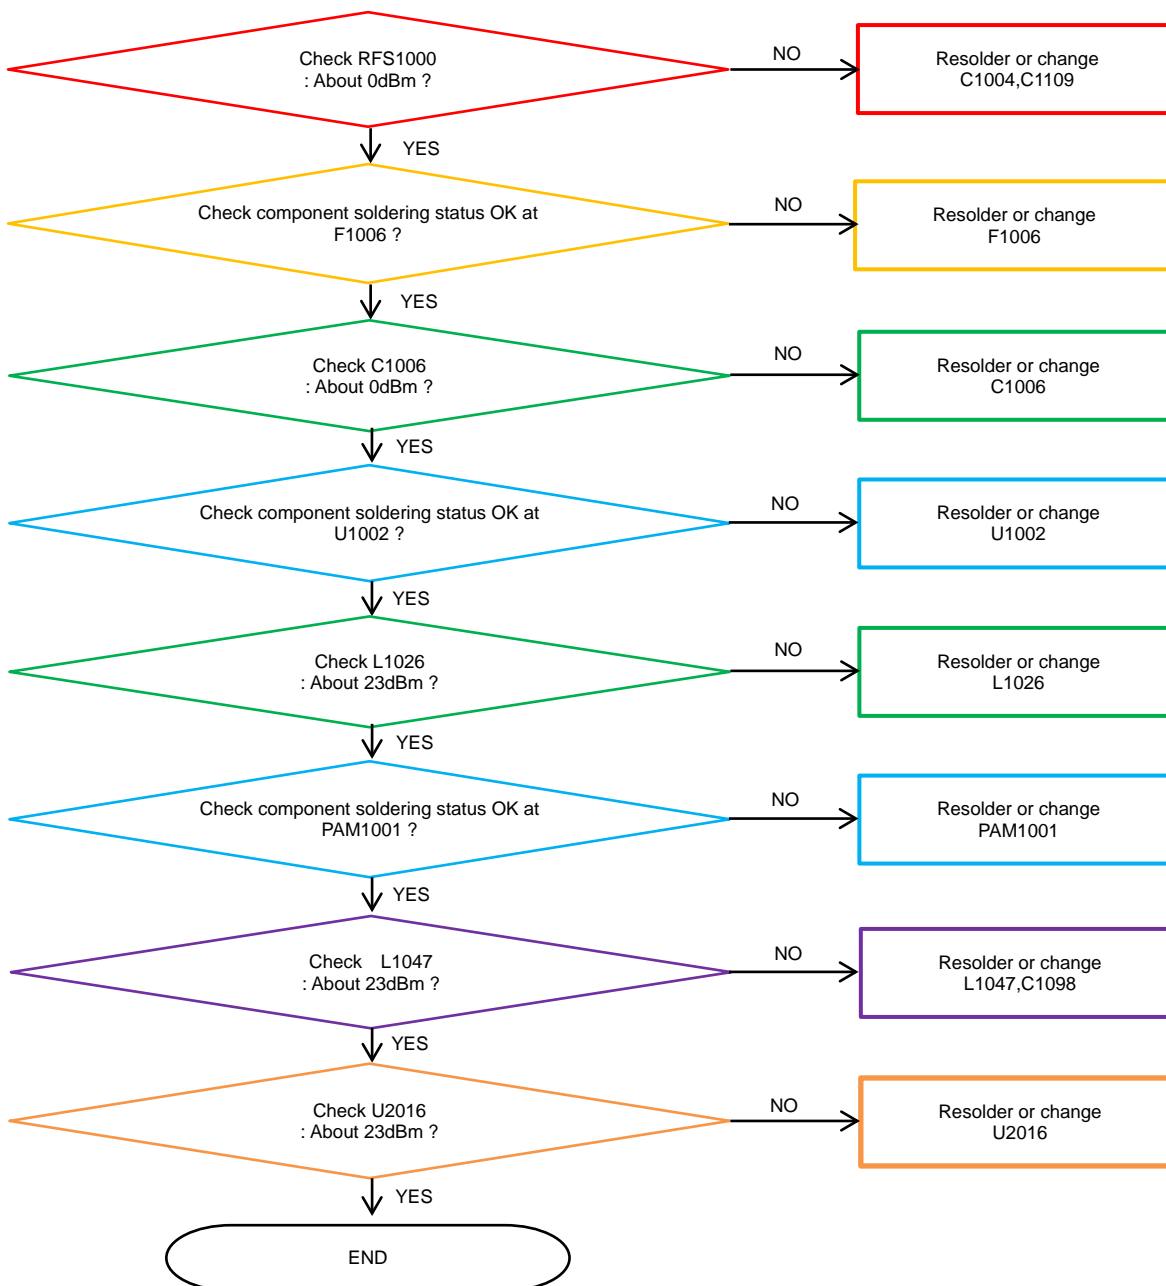 Check RFS1000
: About 0dBm ?
NO
Resolder or change
C1004,C1109
YES
Check component soldering status OK at
F1006 ?
NO
Resolder or change
F1006
YES
Check C1006
: About 0dBm ?
NO
Resolder or change
C1006
YES
Check component soldering status OK at
U1002 ?
NO
Resolder or change
U1002
YES
Check L1026
: About 23dBm ?
NO
Resolder or change
L1026
YES
Check component soldering status OK at
PAM1001 ?
NO
Resolder or change
PAM1001
YES
Check L1047
: About 23dBm ?
NO
Resolder or change
L1047,C1098
YES
Check U2016
: About 23dBm ?
NO
Resolder or change
U2016
YES
END